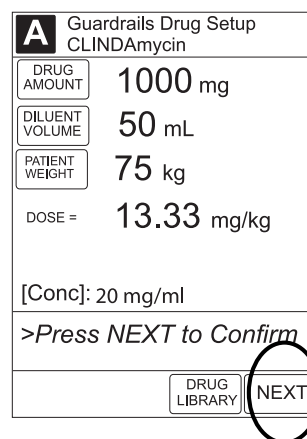 A
Guardrails Drug Setup
CLINDAmycin
DRUG
AMOUNT
1000 mg
DILUENT
VOLUME
50 mL
PATIENT
WEIGHT
75 kg
DOSE = 13.33 mg/kg
[Conc]: 20 mg/ml
>Press NEXT to Confirm
DRUG
LIBRARY
NEXT